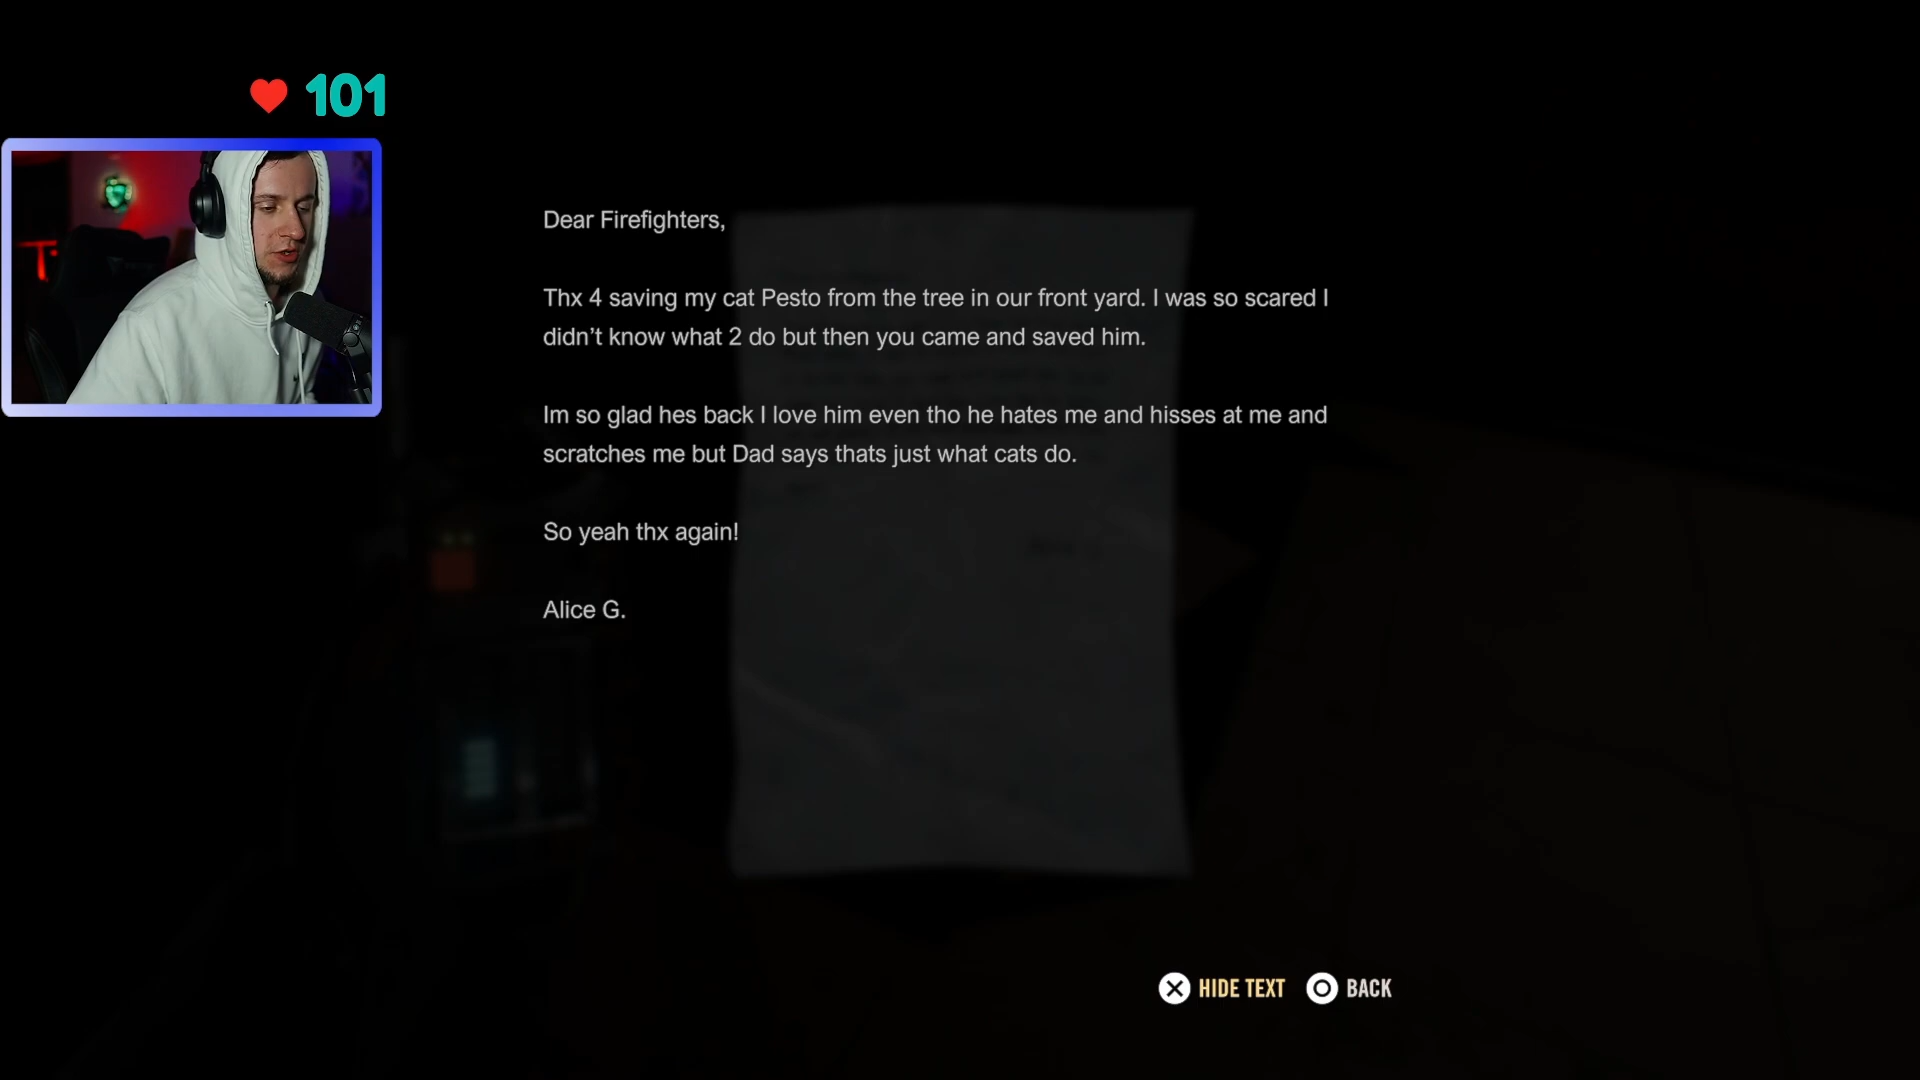 101
Dear Firefighters,
Thx 4 saving my cat Pesto from the tree in our front yard. I was so scared I
didn’t know what 2 do but then you came and saved him.
Im so glad hes back I love him even tho he hates me and hisses at me and
scratches me but Dad says thats just what cats do.
So yeah thx again!
Alice G.
HIDE TEXT
BACK